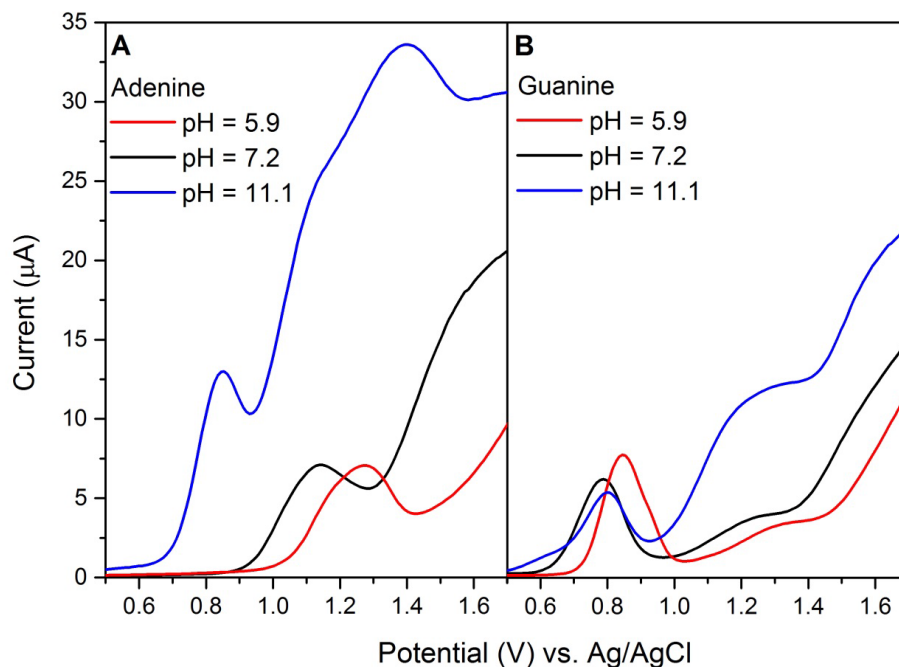 A
Adenine
pH = 5.9
pH = 7.2
pH = 11.1
B
Guanine
pH = 5.9
pH = 7.2
pH = 11.1
Current (µA)
35
30
25
20
15
10
5
0
0.6 0.8 1.0 1.2 1.4 1.6
0.6 0.8 1.0 1.2 1.4 1.6
Potential (V) vs. Ag/AgCl